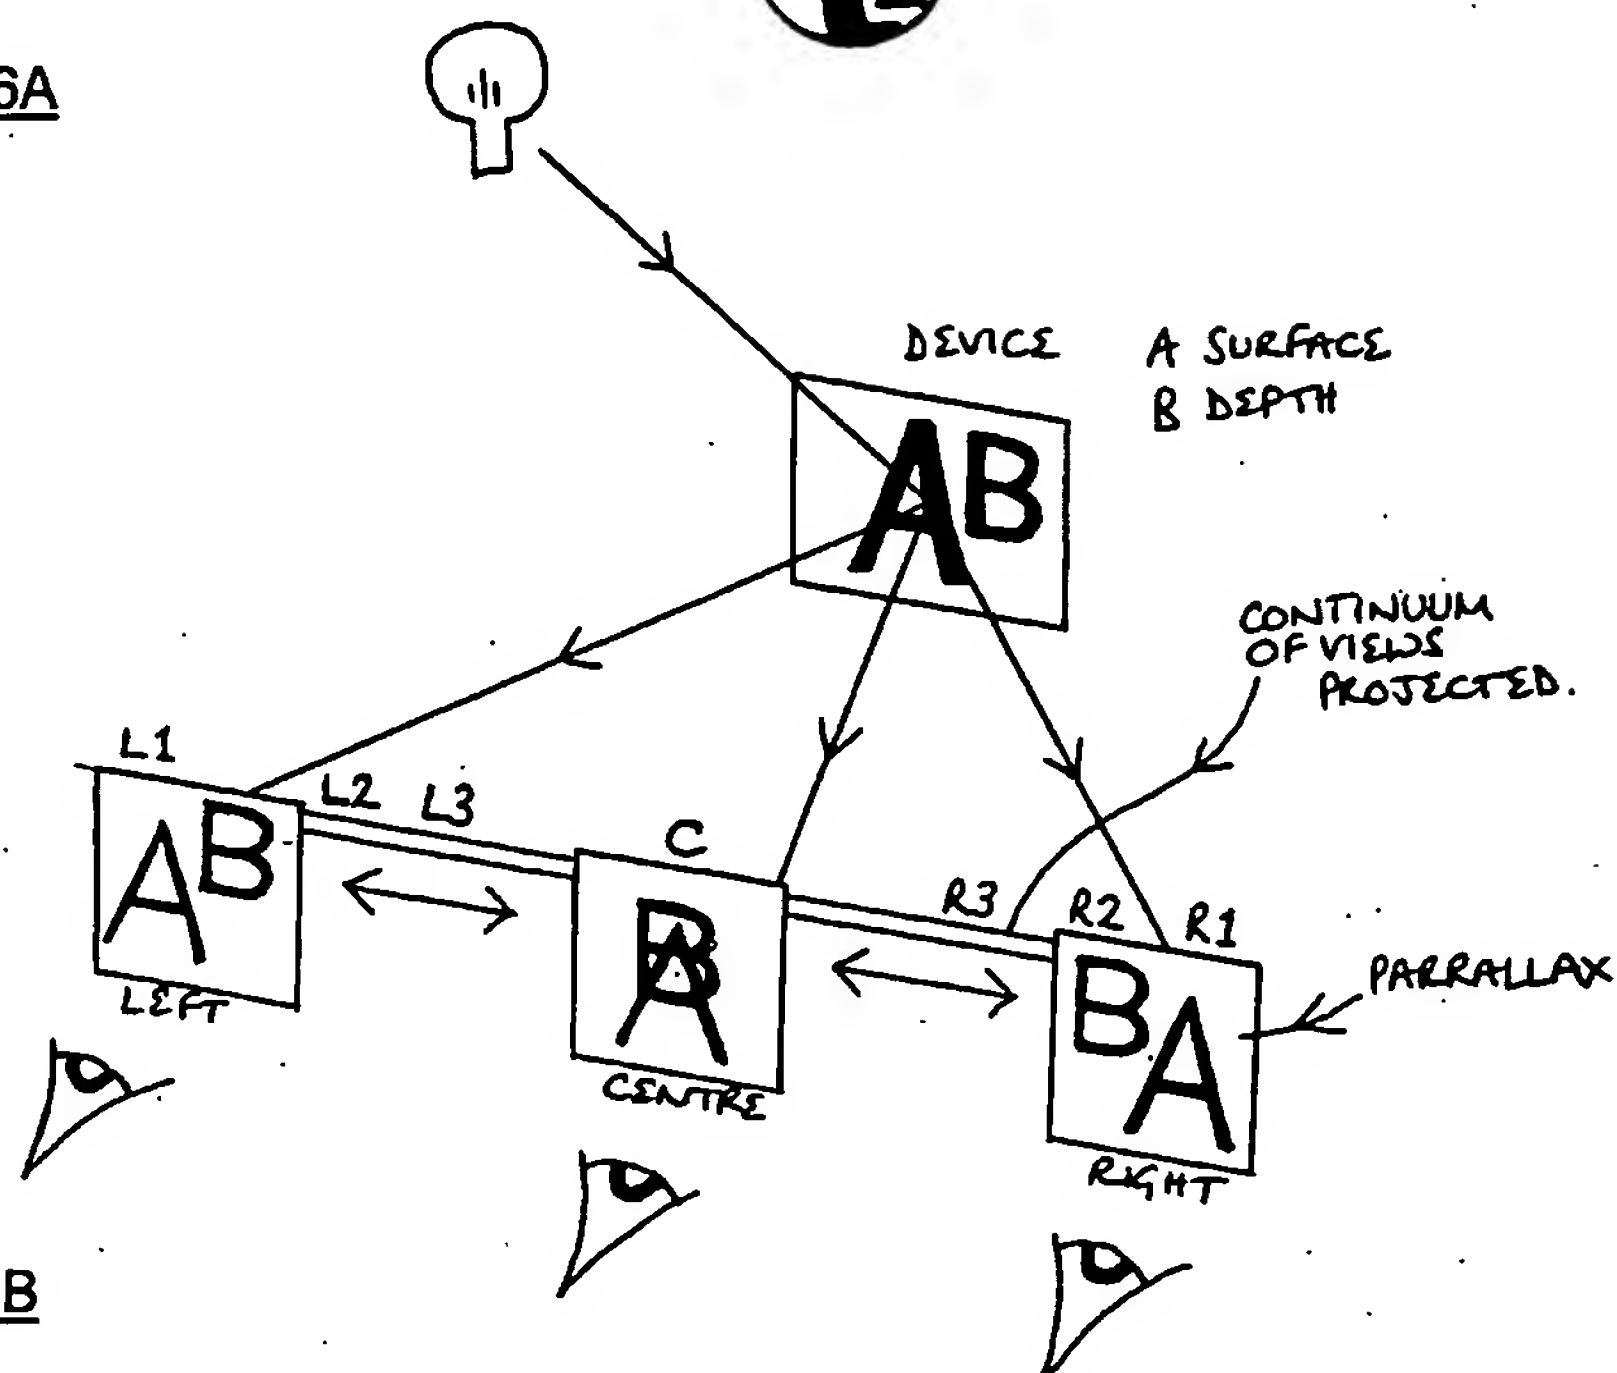 6A
DEVICE
A SURFACE
B DEPTH
AB
CONTINUUM
OF VIEWS
PROJECTED.
L1
L2
L3
C
R3
R2
R1
AB
BA
BA
PARRALLAX
LEFT
CENTRE
RIGHT
B